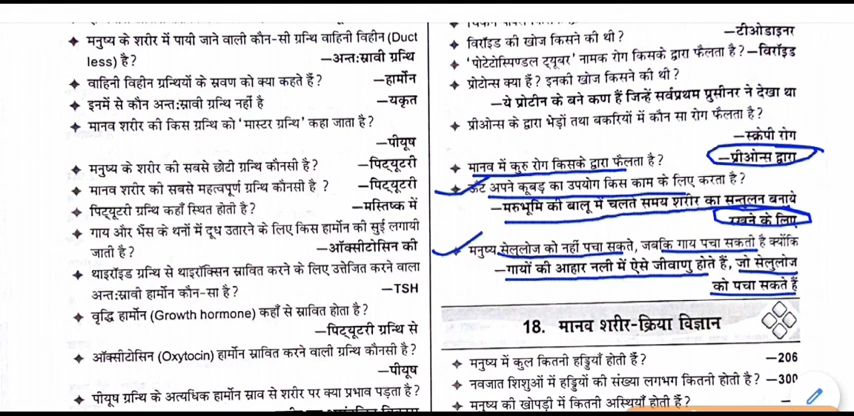 मनुष्य के शरीर में पायी जाने वाली कौन-सी ग्रन्थि वाहिनी विहीन (Duct
less) है? —अन्त:स्रावी ग्रन्थि
वाहिनी विहीन ग्रन्थियों के स्रवण को क्या कहते हैं? —हार्मोन
इनमें से कौन अन्त:स्रावी ग्रन्थि नहीं है —यकृत
मानव शरीर की किस ग्रन्थि को 'मास्टर ग्रन्थि' कहा जाता है?
—पीयूष
मनुष्य के शरीर की सबसे छोटी ग्रन्थि कौनसी है? —पिट्यूटरी
मानव शरीर की सबसे महत्वपूर्ण ग्रन्थि कौनसी है ? —पिट्यूटरी
पिट्यूटरी ग्रन्थि कहाँ स्थित होती है? —मस्तिष्क में
गाय और भैंस के थनों में दूध उतारने के लिए किस हार्मोन की सुई लगायी
जाती है? —ऑक्सीटोसिन की
थाइरॉइड ग्रन्थि से थाइरॉक्सिन स्रावित करने के लिए उत्तेजित करने वाला
अन्त:स्रावी हार्मोन कौन-सा है? —TSH
वृद्धि हार्मोन (Growth hormone) कहाँ से स्रावित होता है?
—पिट्यूटरी ग्रन्थि से
ऑक्सीटोसिन (Oxytocin) हार्मोन स्रावित करने वाली ग्रन्थि कौनसी है?
—पीयूष
पीयूष ग्रन्थि के अत्यधिक हार्मोन स्राव से शरीर पर क्या प्रभाव पड़ता है?
—टीओडाइनर
विरॉइड की खोज किसने की थी?
'पोटेटोस्पिण्डल ट्यूबर' नामक रोग किसके द्वारा फैलता है? —विरॉइड
प्रोटोन्स क्या हैं? इनकी खोज किसने की थी?
—ये प्रोटीन के बने कण हैं जिन्हें सर्वप्रथम प्रुसीनर ने देखा था
प्रीओन्स के द्वारा भेड़ों तथा बकरियों में कौन सा रोग फैलता है?
—स्क्रेपी रोग
मानव में कुरु रोग किसके द्वारा फैलता है? —प्रीओन्स द्वारा
ऊँट अपने कूबड़ का उपयोग किस काम के लिए करता है?
—मरुभूमि की बालू में चलते समय शरीर का सन्तुलन बनाये
रखने के लिए
मनुष्य सेलुलोज को नहीं पचा सकते, जबकि गाय पचा सकती है क्योंकि
—गायों की आहार नली में ऐसे जीवाणु होते हैं, जो सेलुलोज
को पचा सकते हैं
18. मानव शरीर-क्रिया विज्ञान
मनुष्य में कुल कितनी हड्डियाँ होती हैं? —206
नवजात शिशुओं में हड्डियों की संख्या लगभग कितनी होती है? —300
मनुष्य की खोपड़ी में कितनी अस्थियाँ होती हैं?